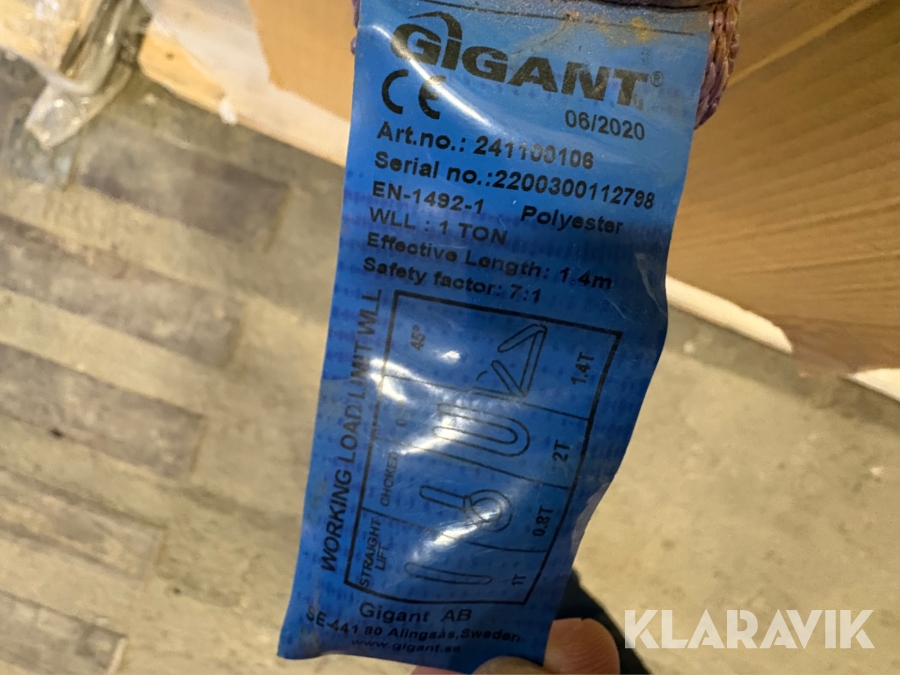 GIGANT®
CE
06/2020
Art.no.: 241100106
Serial no.:2200300112798
EN-1492-1 Polyester
WLL : 1 TON
Effective Length: 1.4m
Safety factor: 7:1
WORKING LOAD LIMIT WLL
STRAIGHT LIFT
CHOKED
45°
1T
0.8T
2T
1.4T
Gigant AB
SE-441 80 Alingsås,Sweden
www.gigant.se
KLARAVIK